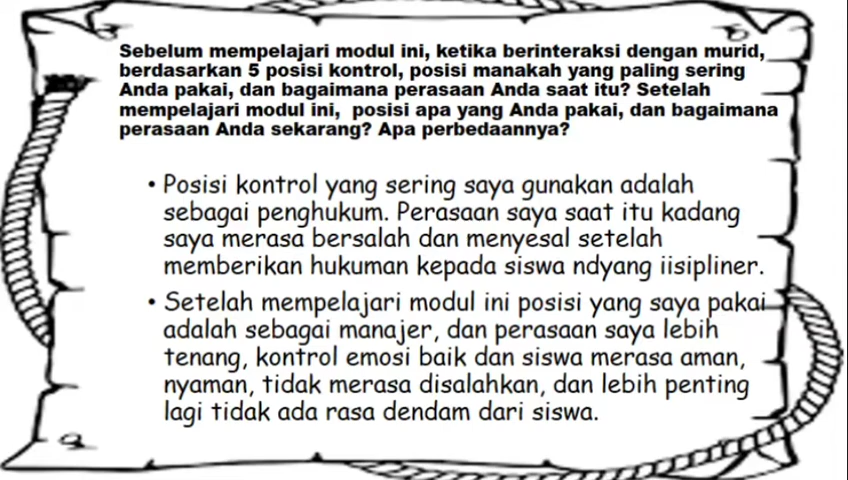 Sebelum mempelajari modul ini, ketika berinteraksi dengan murid,
berdasarkan 5 posisi kontrol, posisi manakah yang paling sering
Anda pakai, dan bagaimana perasaan Anda saat itu? Setelah
mempelajari modul ini,  posisi apa yang Anda pakai, dan bagaimana
perasaan Anda sekarang? Apa perbedaannya?
• Posisi kontrol yang sering saya gunakan adalah
sebagai penghukum. Perasaan saya saat itu kadang
saya merasa bersalah dan menyesal setelah
memberikan hukuman kepada siswa ndyang iisipliner.
• Setelah mempelajari modul ini posisi yang saya pakai
adalah sebagai manajer, dan perasaan saya lebih
tenang, kontrol emosi baik dan siswa merasa aman,
nyaman, tidak merasa disalahkan, dan lebih penting
lagi tidak ada rasa dendam dari siswa.